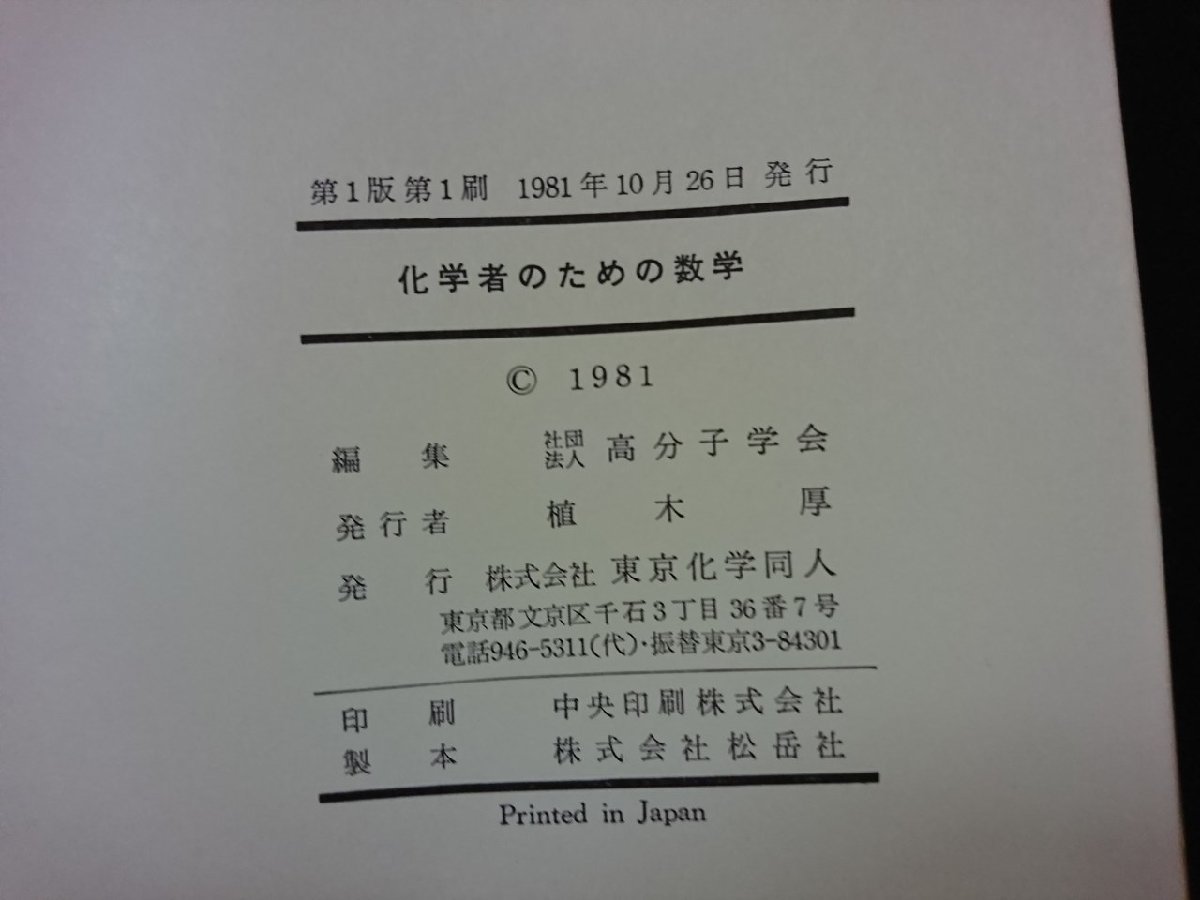 第1版第1刷 1981年10月26日 発行
化学者のための数学
© 1981
編集 社団法人 高分子学会
発行者 植木厚
発行 株式会社 東京化学同人
東京都文京区千石3丁目36番7号
電話946-5311(代)・振替東京3-84301
印刷 中央印刷株式会社
製本 株式会社松岳社
Printed in Japan